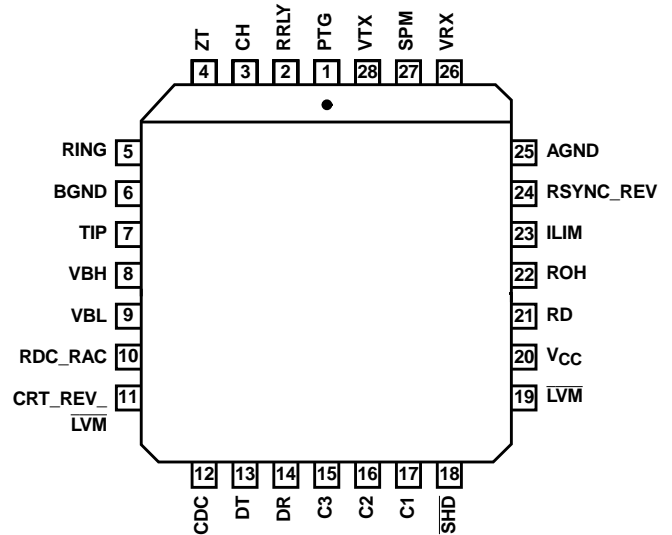 ZT CH RRLY PTG VTX SPM VRX
4 3 2 1 28 27 26
RING 5
BGND 6
TIP 7
VBH 8
VBL 9
RDC_RAC 10
CRT_REV_ 11
LVM
25 AGND
24 RSYNC_REV
23 ILIM
22 ROH
21 RD
20 VCC
19 LVM
12 13 14 15 16 17 18
CDC DT DR C3 C2 C1 SHD